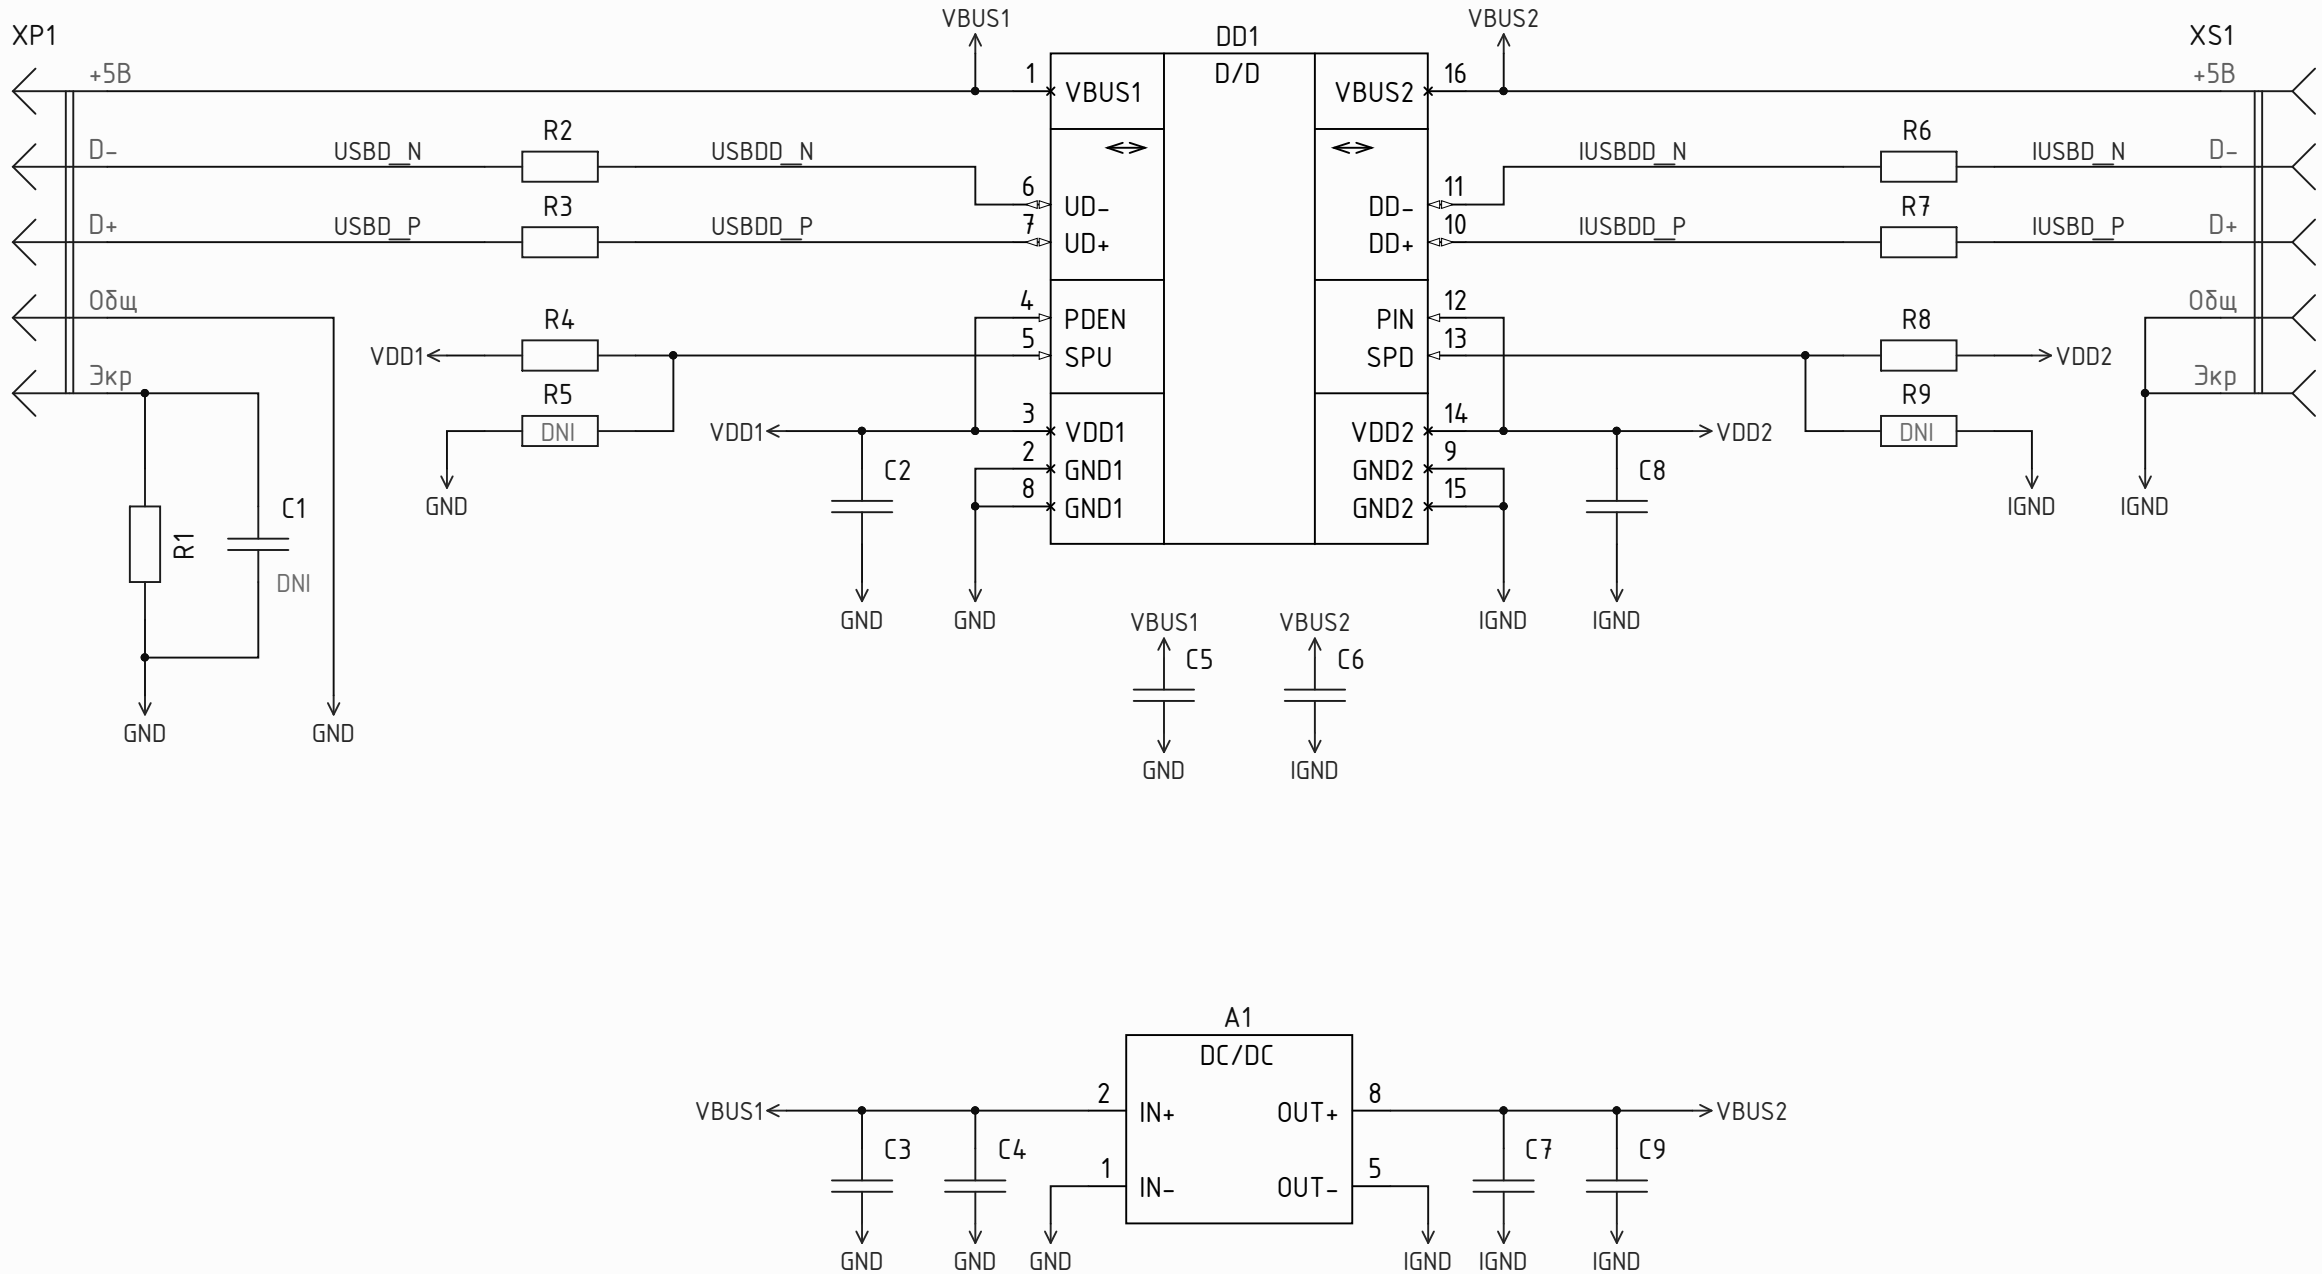 VBUS1 VBUS2
XP1 DD1 XS1
+5В 1 VBUS1 D/D VBUS2 16 +5В
R2 R6
D- USBD_N USBDD_N IUSBDD_N IUSBD_N D-
6 UD- DD- 11
R3 R7
D+ USBD_P USBDD_P 7 UD+ DD+ 10 IUSBDD_P IUSBD_P D+
Общ 4 PDEN PIN 12 Общ
R4 R8
VDD1 5 SPU SPD 13 VDD2
Экр R5 R9 Экр
DNI VDD1 3 VDD1 VDD2 14 VDD2 DNI
2 GND1 GND2 9
C2 C8
GND 8 GND1 GND2 15 IGND IGND
R1 C1
DNI
GND GND IGND IGND
VBUS1 VBUS2
C5 C6
GND GND
GND IGND
A1
DC/DC
VBUS1 2 IN+ OUT+ 8 VBUS2
C3 C4 C7 C9
1 IN- OUT- 5
GND GND GND IGND IGND IGND